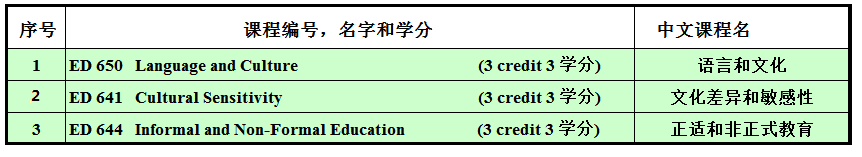 序号 课程编号，名字和学分 中文课程名
1 ED 650 Language and Culture (3 credit 3 学分) 语言和文化
2 ED 641 Cultural Sensitivity (3 credit 3 学分) 文化差异和敏感性
3 ED 644 Informal and Non-Formal Education (3 credit 3 学分) 正适和非正式教育